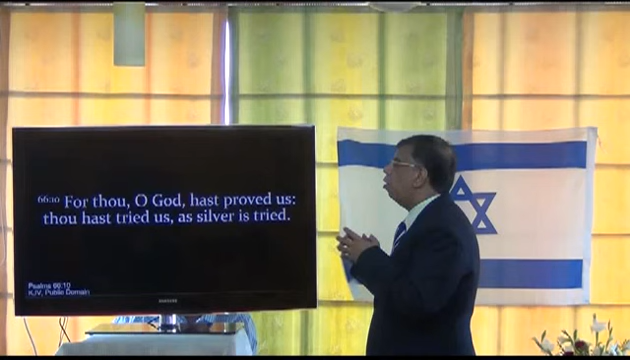 66:10 For thou, O God, hast proved us:
thou hast tried us, as silver is tried.
Psalms 66:10
KJV, Public Domain
SAMSUNG